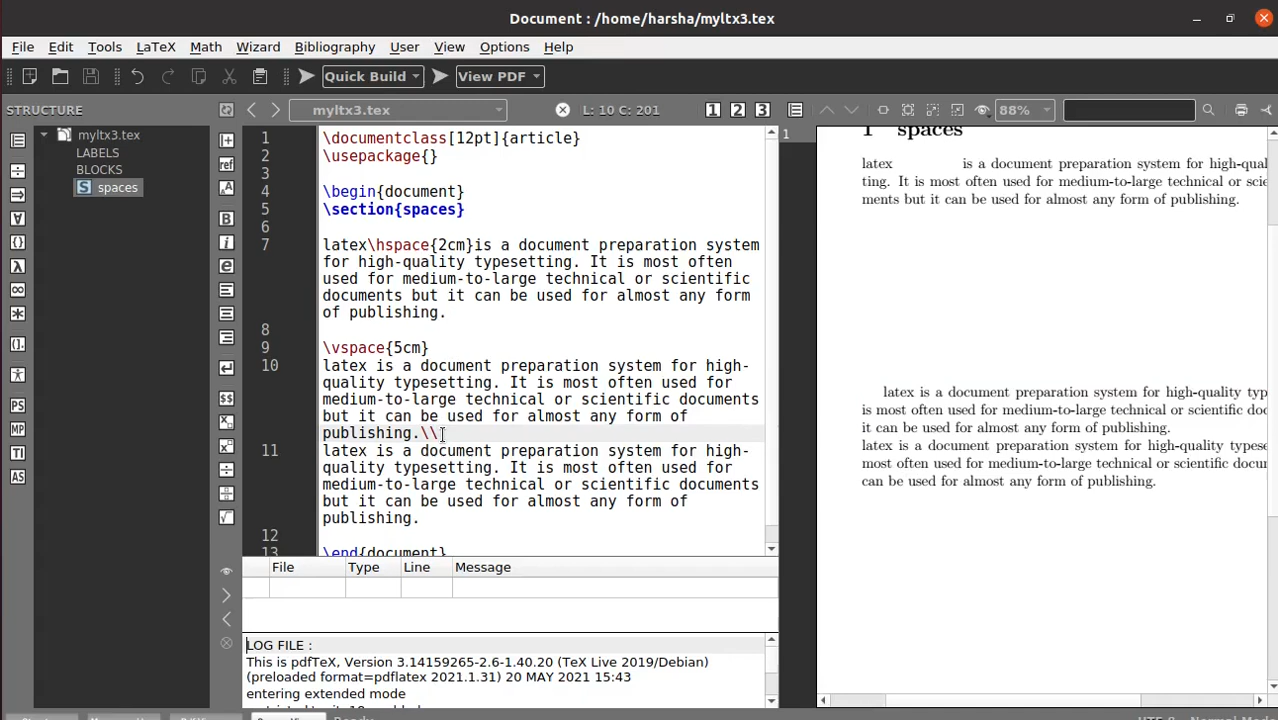 Document : /home/harsha/myltx3.tex
File Edit Tools LaTeX Math Wizard Bibliography User View Options Help
Quick Build View PDF
STRUCTURE myltx3.tex L: 10 C: 201 1 2 3 88%
myltx3.tex
LABELS
BLOCKS
S spaces
ref
A
B
i
e
$$
PS
MP
TI
AS
1 \documentclass[12pt]{article}
2 \usepackage{}
3
4 \begin{document}
5 \section{spaces}
6
7 latex\hspace{2cm}is a document preparation system
for high-quality typesetting. It is most often
used for medium-to-large technical or scientific
documents but it can be used for almost any form
of publishing.
8
9 \vspace{5cm}
10 latex is a document preparation system for high-
quality typesetting. It is most often used for
medium-to-large technical or scientific documents
but it can be used for almost any form of
publishing.\\
11 latex is a document preparation system for high-
quality typesetting. It is most often used for
medium-to-large technical or scientific documents
but it can be used for almost any form of
publishing.
12
13 \end{document}
File Type Line Message
LOG FILE :
This is pdfTeX, Version 3.14159265-2.6-1.40.20 (TeX Live 2019/Debian)
(preloaded format=pdflatex 2021.1.31) 20 MAY 2021 15:43
entering extended mode
1
1 spaces
latex is a document preparation system for high-qual
ting. It is most often used for medium-to-large technical or scie
ments but it can be used for almost any form of publishing.
latex is a document preparation system for high-quality typ
is most often used for medium-to-large technical or scientific doc
it can be used for almost any form of publishing.
latex is a document preparation system for high-quality typese
most often used for medium-to-large technical or scientific docum
can be used for almost any form of publishing.